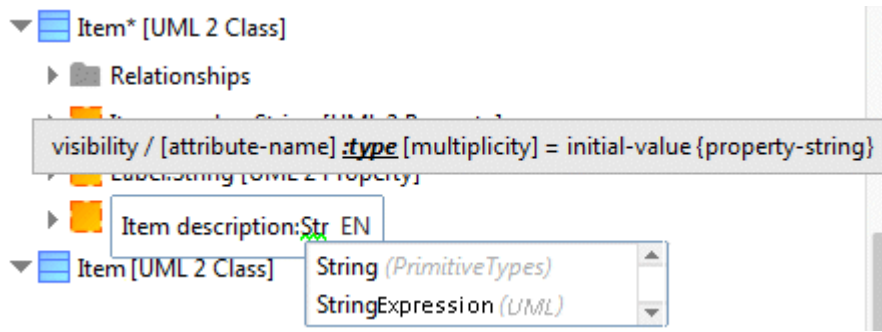 Item* [UML 2 Class]
Relationships
visibility / [attribute-name] :type [multiplicity] = initial-value {property-string}
Label:String [UML 2 Property]
Item description:Str EN
Item [UML 2 Class]
String (PrimitiveTypes)
StringExpression (UML)